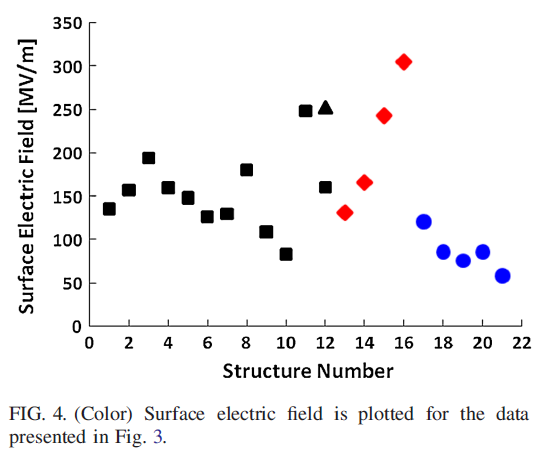 350
300
250
200
150
100
50
0
Surface Electric Field [MV/m]
0 2 4 6 8 10 12 14 16 18 20 22
Structure Number
FIG. 4. (Color) Surface electric field is plotted for the data
presented in Fig. 3.